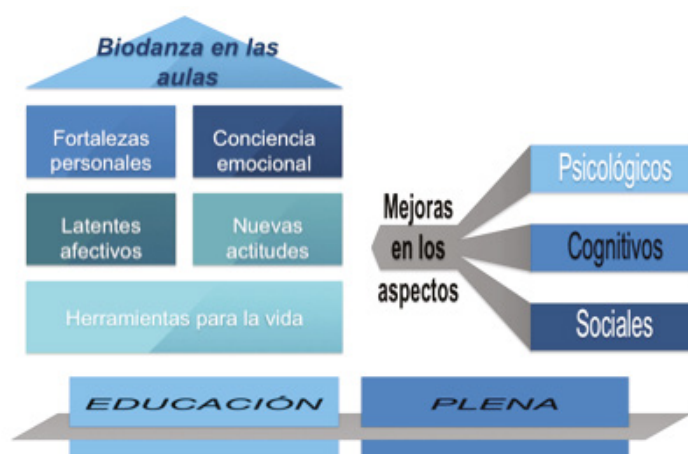 Biodanza en las
aulas
Fortalezas
personales
Conciencia
emocional
Latentes
afectivos
Nuevas
actitudes
Herramientas para la vida
Mejoras
en los
aspectos
Psicológicos
Cognitivos
Sociales
EDUCACIÓN
PLENA